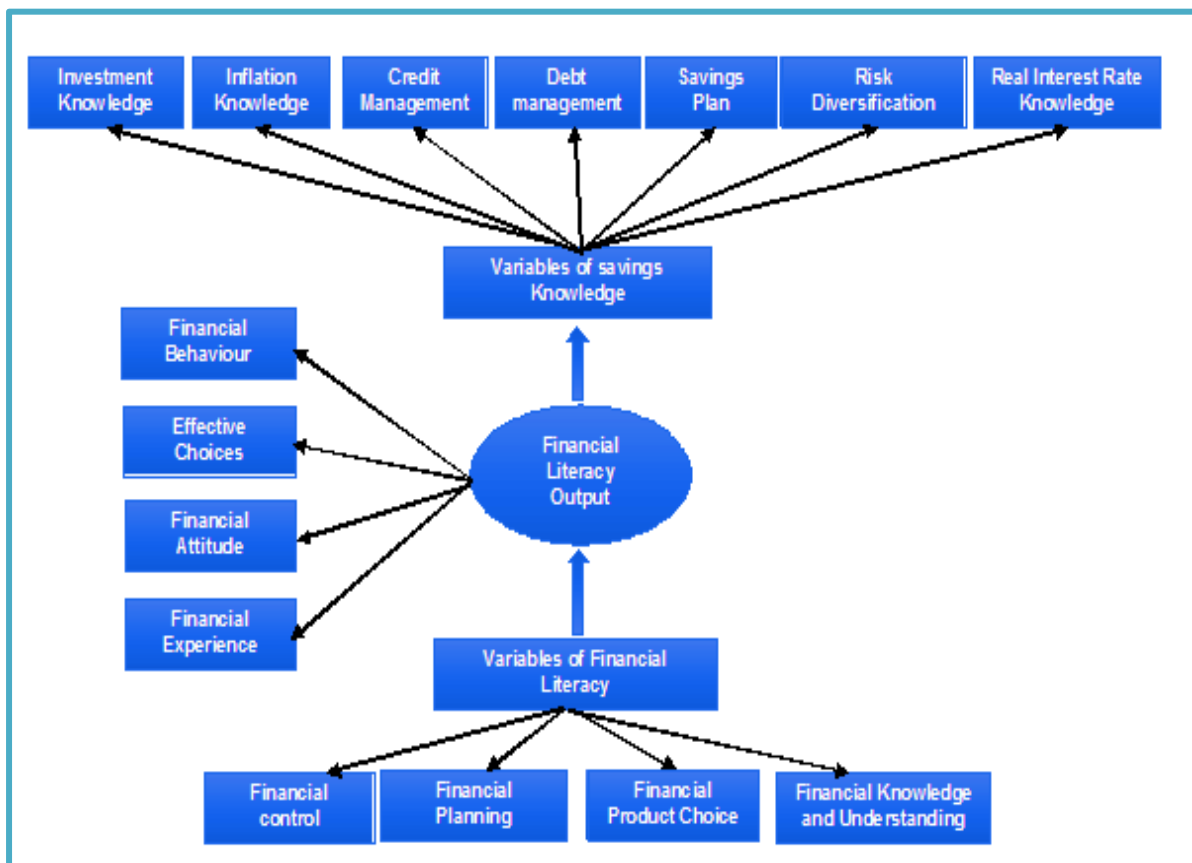 Investment
Knowledge
Inflation
Knowledge
Credit
Management
Debt
management
Savings
Plan
Risk
Diversification
Real Interest Rate
Knowledge
Variables of savings
Knowledge
Financial
Behaviour
Effective
Choices
Financial
Attitude
Financial
Experience
Financial
Literacy
Output
Variables of Financial
Literacy
Financial
control
Financial
Planning
Financial
Product Choice
Financial Knowledge
and Understanding